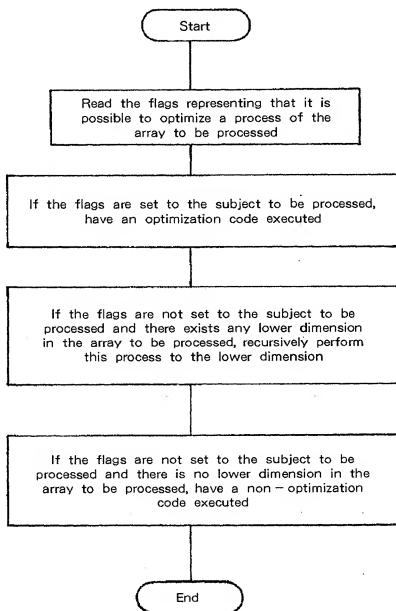 Start
Read the flags representing that it is
possible to optimize a process of the
array to be processed
If the flags are set to the subject to be processed,
have an optimization code executed
If the flags are not set to the subject to be
processed and there exists any lower dimension
in the array to be processed, recursively perform
this process to the lower dimension
If the flags are not set to the subject to be
processed and there is no lower dimension in the
array to be processed, have a non – optimization
code executed
End